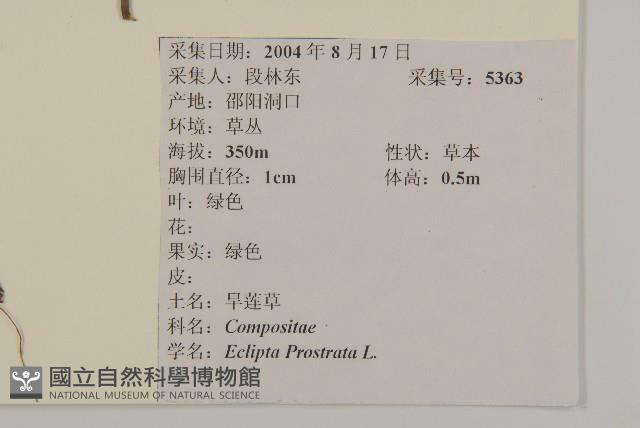 采集日期：2004 年 8 月 17 日
采集人：段林东 采集号：5363
产地：邵阳洞口
环境：草丛
海拔：350m 性状：草本
胸围直径：1cm 体高：0.5m
叶：绿色
花：
果实：绿色
皮：
土名：旱莲草
科名：Compositae
学名：Eclipta Prostrata L.
國立自然科學博物館
NATIONAL MUSEUM OF NATURAL SCIENCE